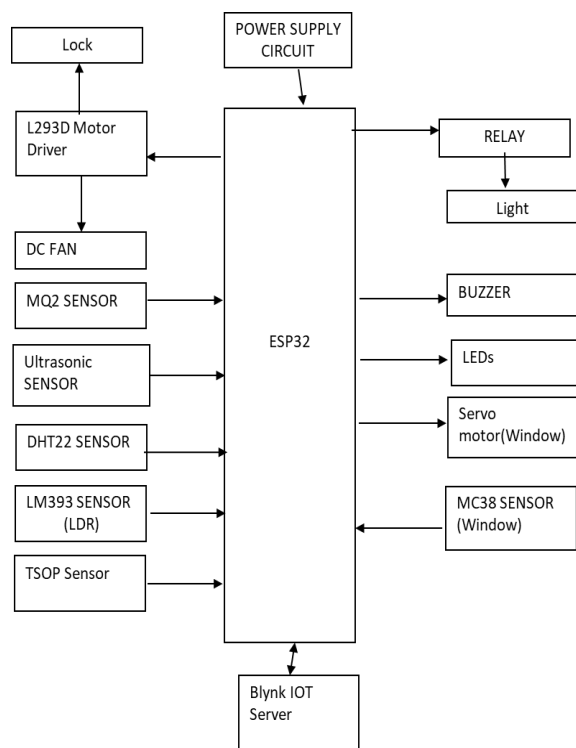 Lock
POWER SUPPLY
CIRCUIT
L293D Motor
Driver
RELAY
Light
DC FAN
MQ2 SENSOR
BUZZER
ESP32
Ultrasonic
SENSOR
LEDs
Servo
motor(Window)
DHT22 SENSOR
LM393 SENSOR
(LDR)
MC38 SENSOR
(Window)
TSOP Sensor
Blynk IOT
Server